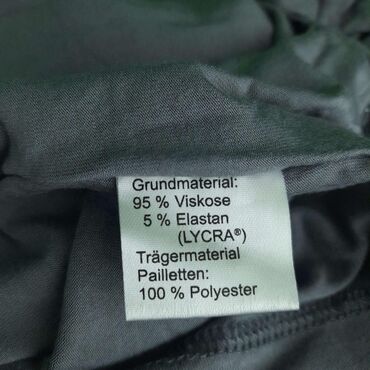 Grundmaterial:
95 % Viskose
5 % Elastan
(LYCRA®)
Trägermaterial
Pailletten:
100 % Polyester